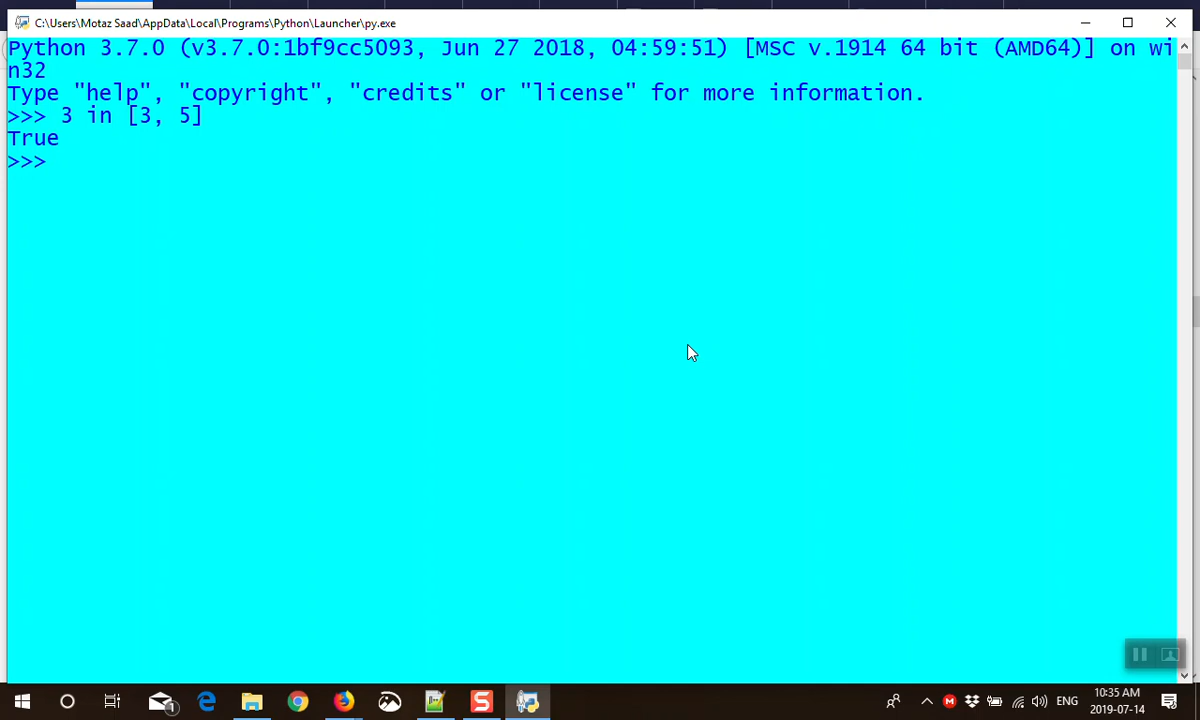 C:\Users\Motaz Saad\AppData\Local\Programs\Python\Launcher\py.exe
Python 3.7.0 (v3.7.0:1bf9cc5093, Jun 27 2018, 04:59:51) [MSC v.1914 64 bit (AMD64)] on wi
n32
Type "help", "copyright", "credits" or "license" for more information.
>>> 3 in [3, 5]
True
>>>
ENG
10:35 AM
2019-07-14